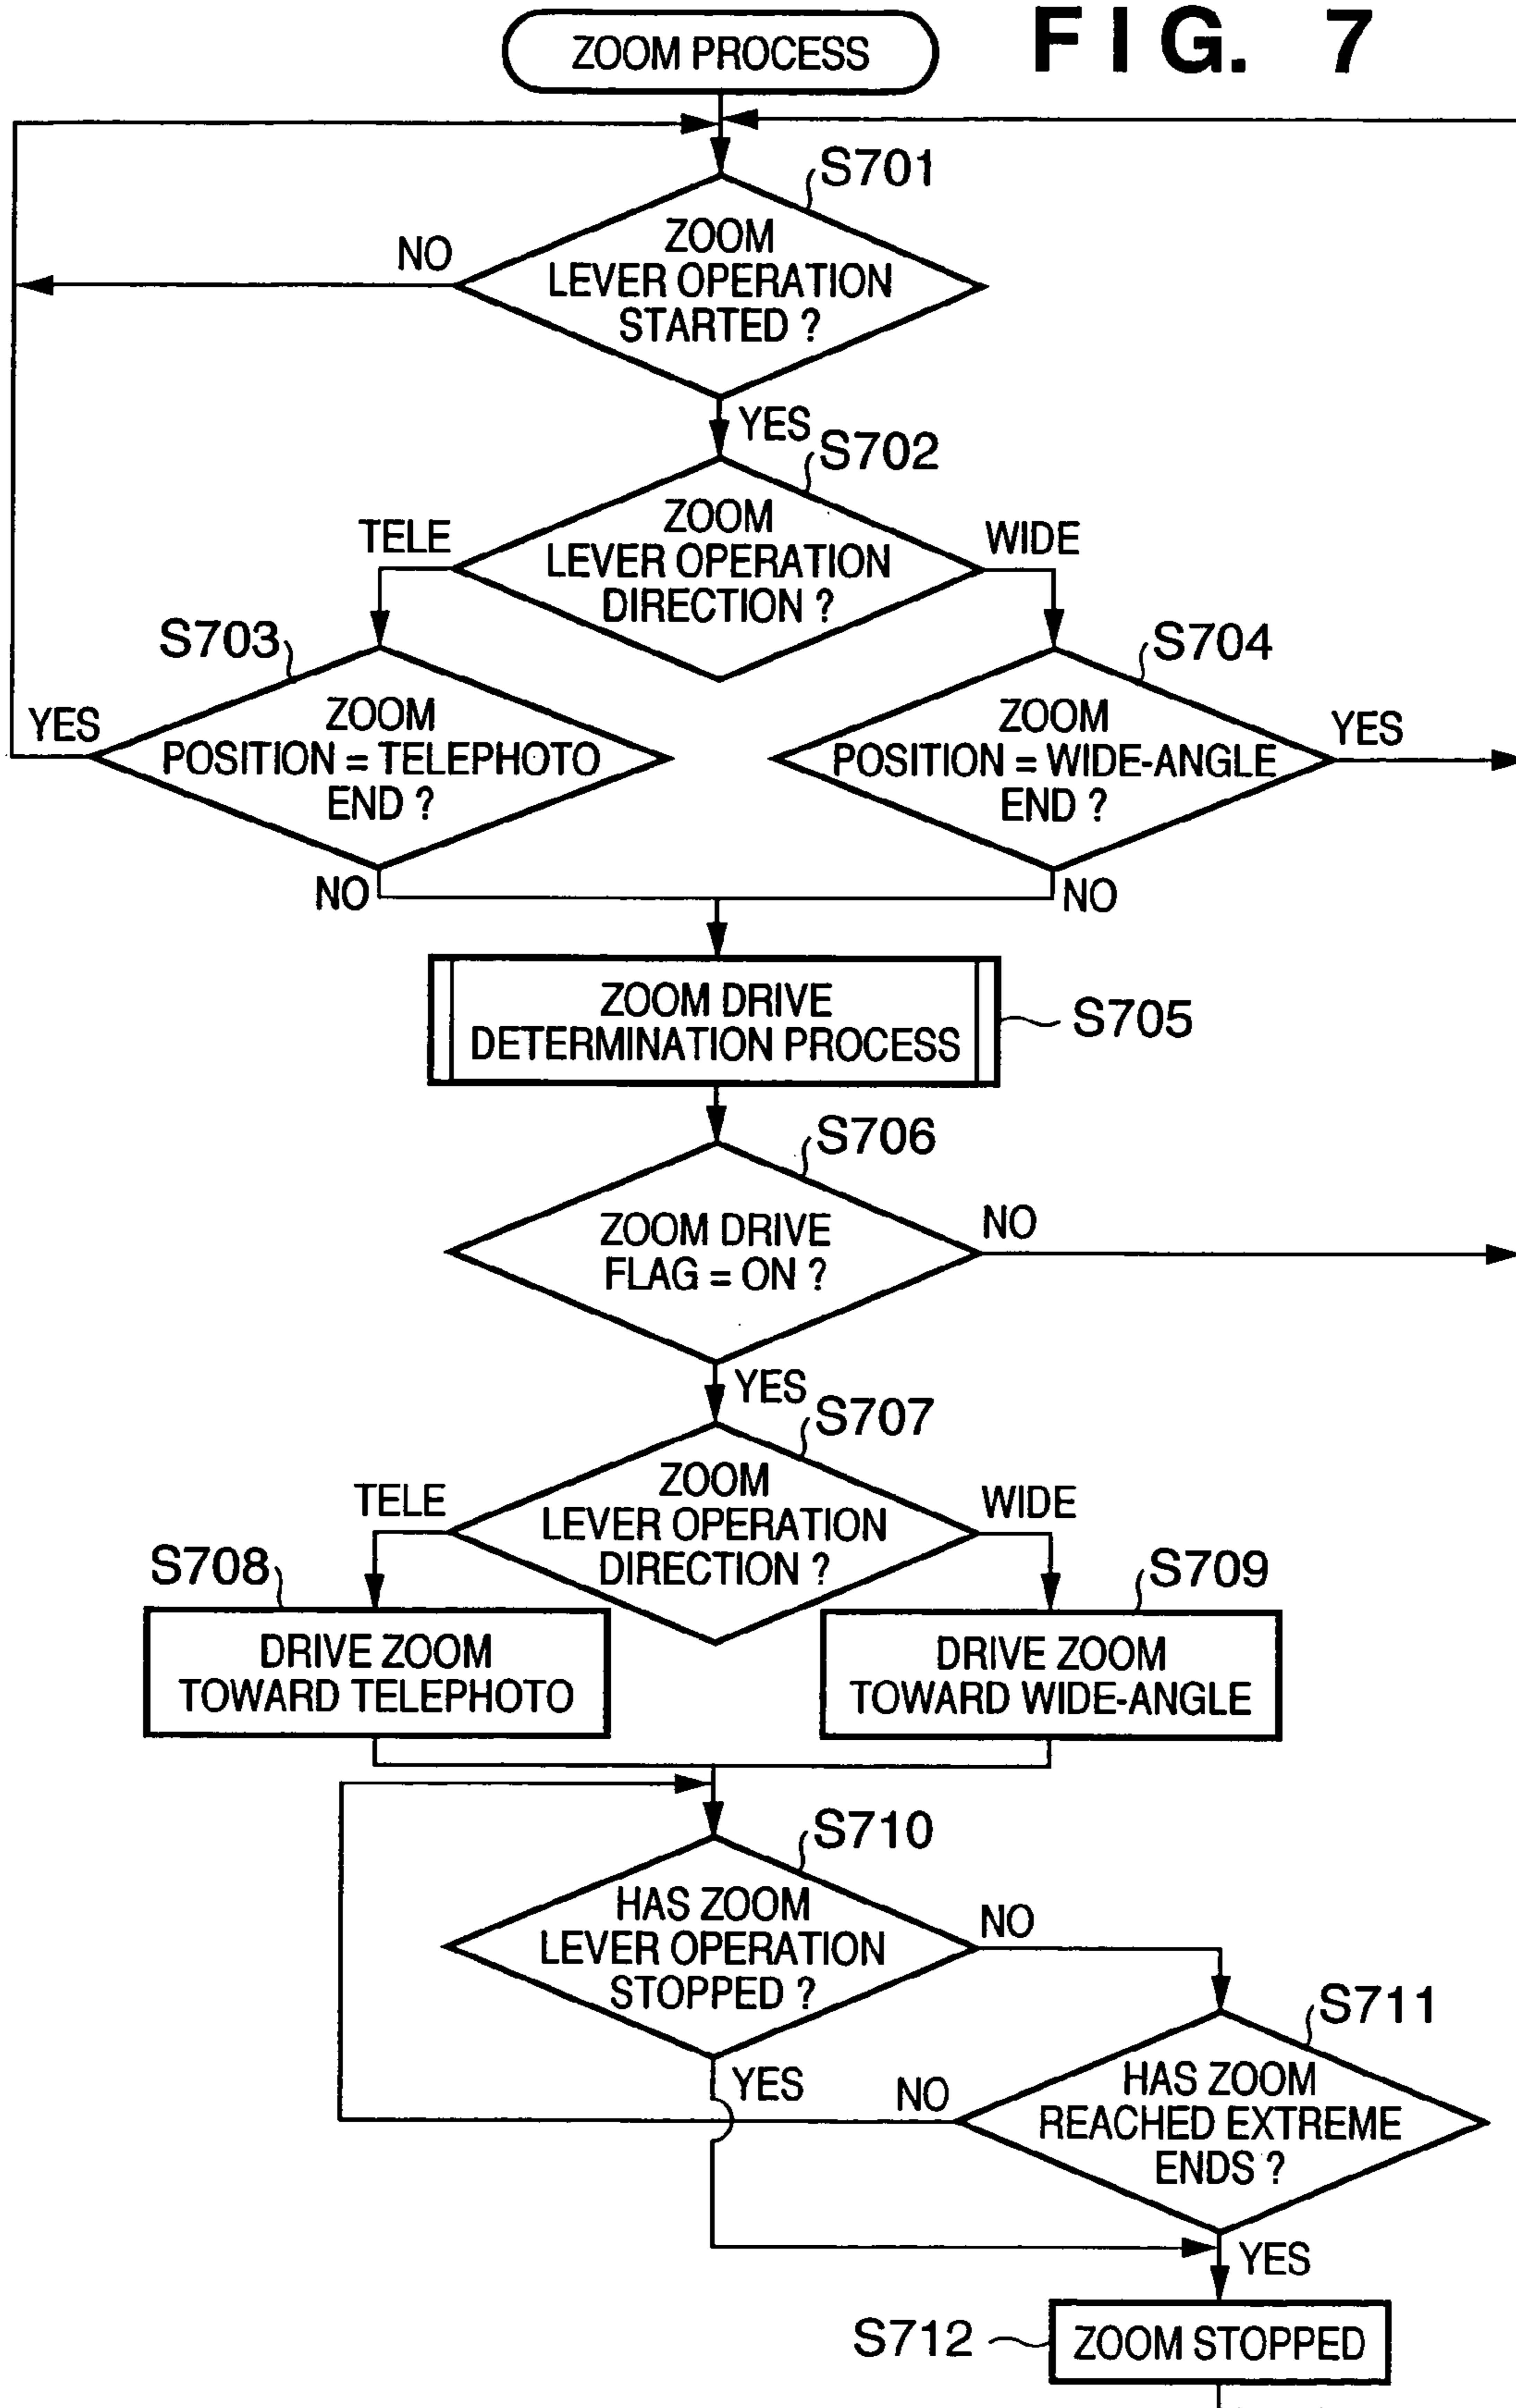 ZOOM PROCESS
FIG. 7
S701
ZOOM
LEVER OPERATION
STARTED ?
NO
YES
S702
ZOOM
LEVER OPERATION
DIRECTION ?
TELE
WIDE
S703
ZOOM
POSITION = TELEPHOTO
END ?
YES
NO
S704
ZOOM
POSITION = WIDE-ANGLE
END ?
YES
NO
ZOOM DRIVE
DETERMINATION PROCESS
S705
S706
ZOOM DRIVE
FLAG = ON ?
NO
YES
S707
ZOOM
LEVER OPERATION
DIRECTION ?
TELE
WIDE
S708
DRIVE ZOOM
TOWARD TELEPHOTO
S709
DRIVE ZOOM
TOWARD WIDE-ANGLE
S710
HAS ZOOM
LEVER OPERATION
STOPPED ?
NO
YES
S711
HAS ZOOM
REACHED EXTREME
ENDS ?
NO
YES
S712
ZOOM STOPPED